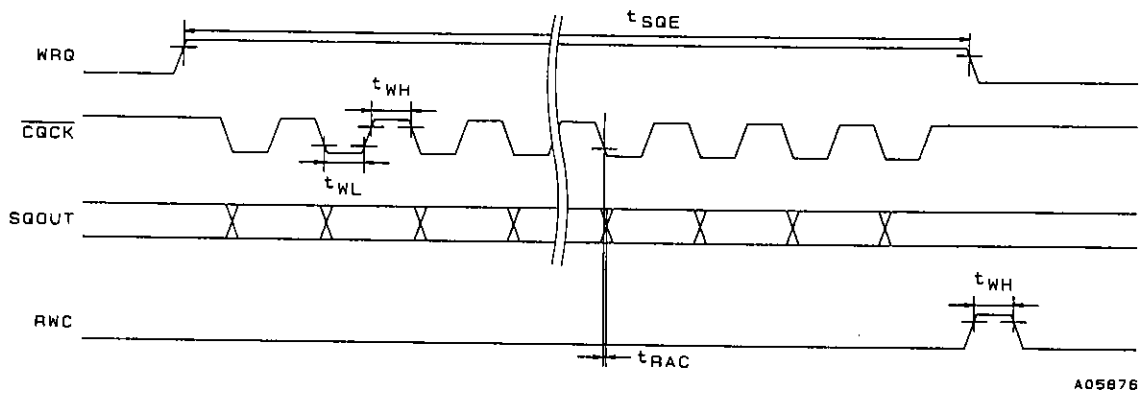 tSQE
WRQ
tWH
CQCK
tWL
SQOUT
tWH
RWC
tRAC
A05876